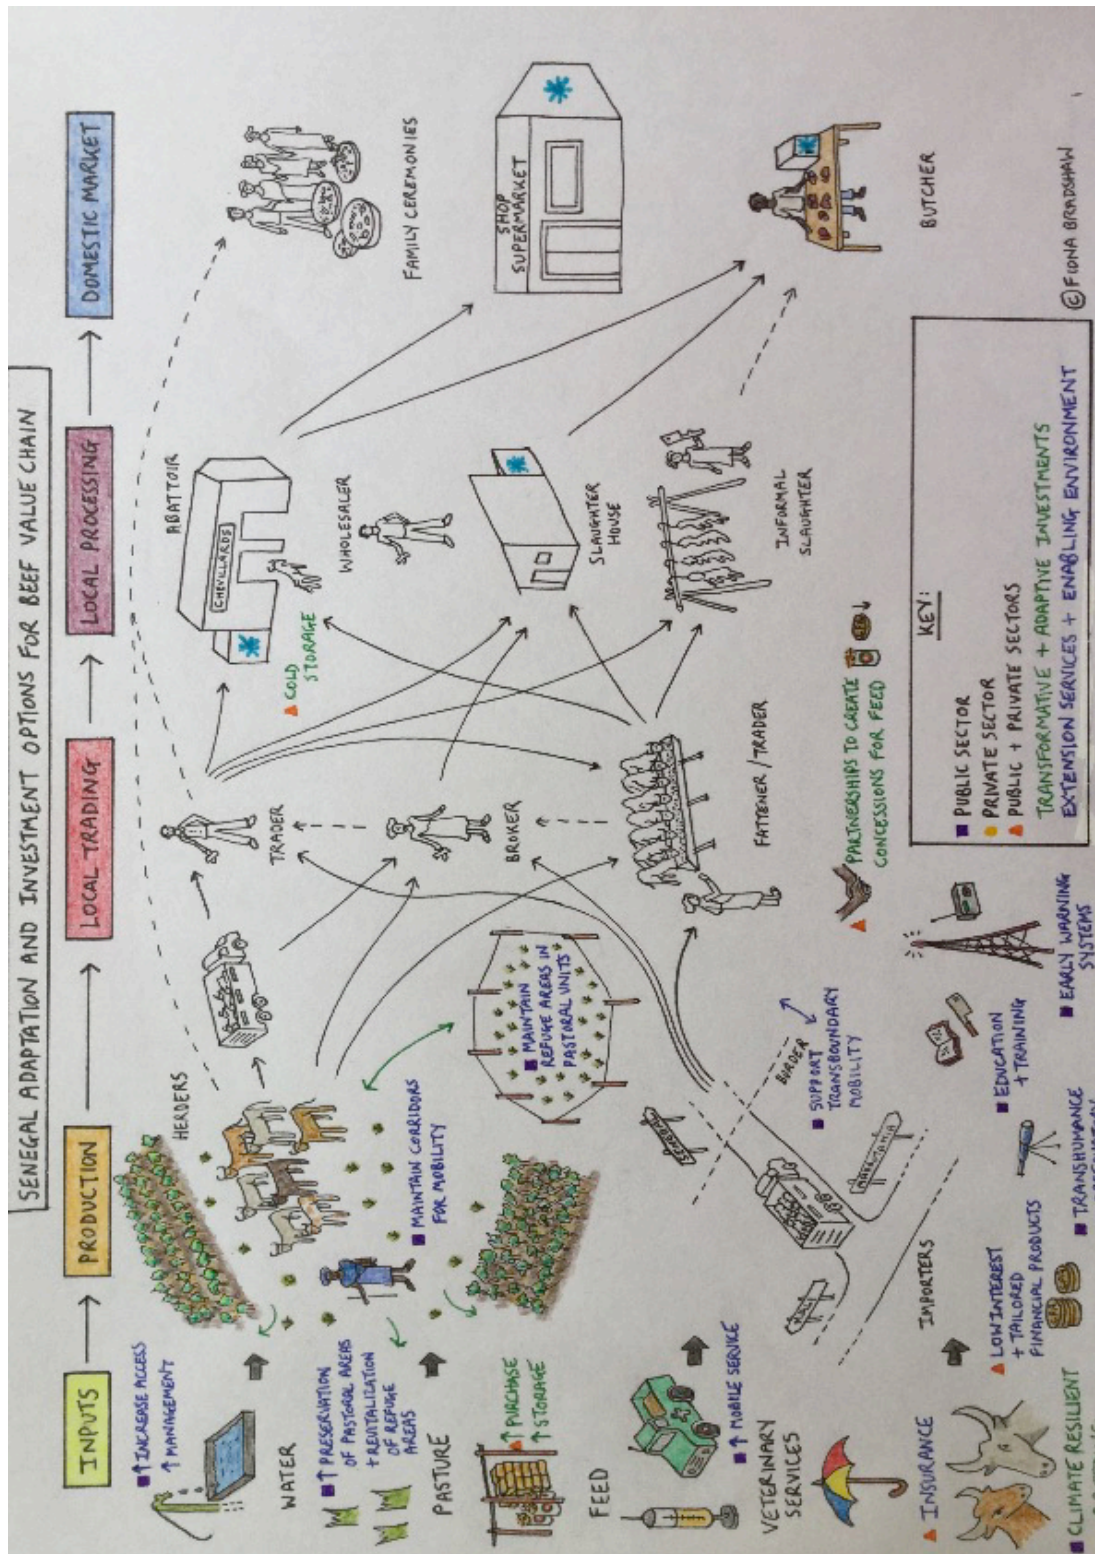 SENEGAL ADAPTATION AND INVESTMENT OPTIONS FOR BEEF VALUE CHAIN
INPUTS
PRODUCTION
LOCAL TRADING
LOCAL PROCESSING
DOMESTIC MARKET
↑ INCREASE ACCESS
↑ MANAGEMENT
WATER
↑ PRESERVATION
OF PASTORAL AREAS
+ REVITALIZATION
OF REFUGE
AREAS
PASTURE
↑ PURCHASE
↑ STORAGE
FEED
↑ MOBILE SERVICE
VETERINARY
SERVICES
INSURANCE
CLIMATE RESILIENT
HERDERS
MAINTAIN CORRIDORS
FOR MOBILITY
MAINTAIN
REFUGE AREAS IN
PASTORAL UNITS
SENEGAL
BORDER
SUPPORT
TRANSBOUNDARY
MOBILITY
MALI
MAURITANIA
IMPORTERS
LOW INTEREST
+ TAILORED
FINANCIAL PRODUCTS
TRANSHUMANCE
EDUCATION
+ TRAINING
EARLY WARNING
SYSTEMS
TRADER
BROKER
FATTENER/TRADER
PARTNERSHIPS TO CREATE
CONCESSIONS FOR FEED
ABATTOIR
CHEVILLARDS
COLD
STORAGE
WHOLESALER
SLAUGHTER
HOUSE
INFORMAL
SLAUGHTER
FAMILY CEREMONIES
SHOP
SUPERMARKET
BUTCHER
KEY:
PUBLIC SECTOR
PRIVATE SECTOR
PUBLIC + PRIVATE SECTORS
TRANSFORMATIVE + ADAPTIVE INVESTMENTS
EXTENSION SERVICES + ENABLING ENVIRONMENT
© FIONA BRADSHAW